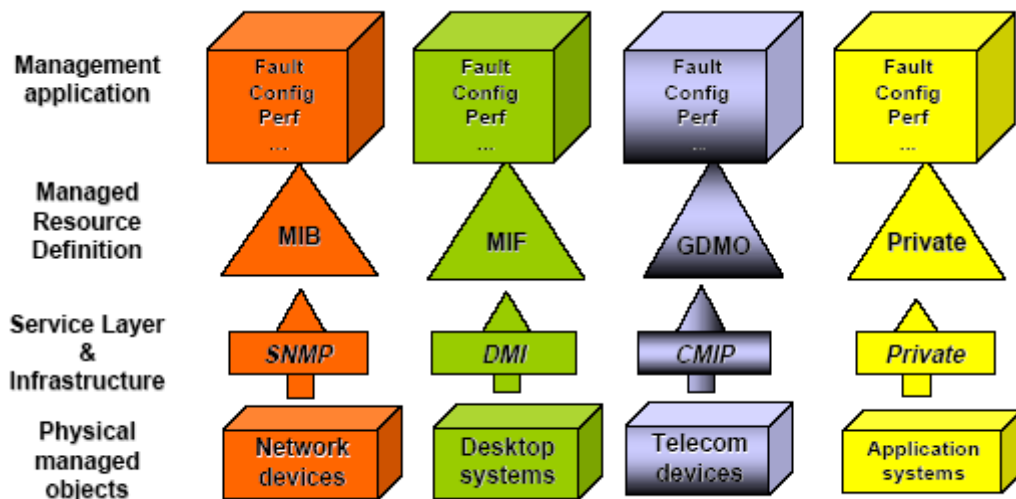 Management
application
Fault
Config
Perf
...
Fault
Config
Perf
...
Fault
Config
Perf
...
Fault
Config
Perf
...
Managed
Resource
Definition
MIB
MIF
GDMO
Private
Service Layer
&
Infrastructure
SNMP
DMI
CMIP
Private
Physical
managed
objects
Network
devices
Desktop
systems
Telecom
devices
Application
systems